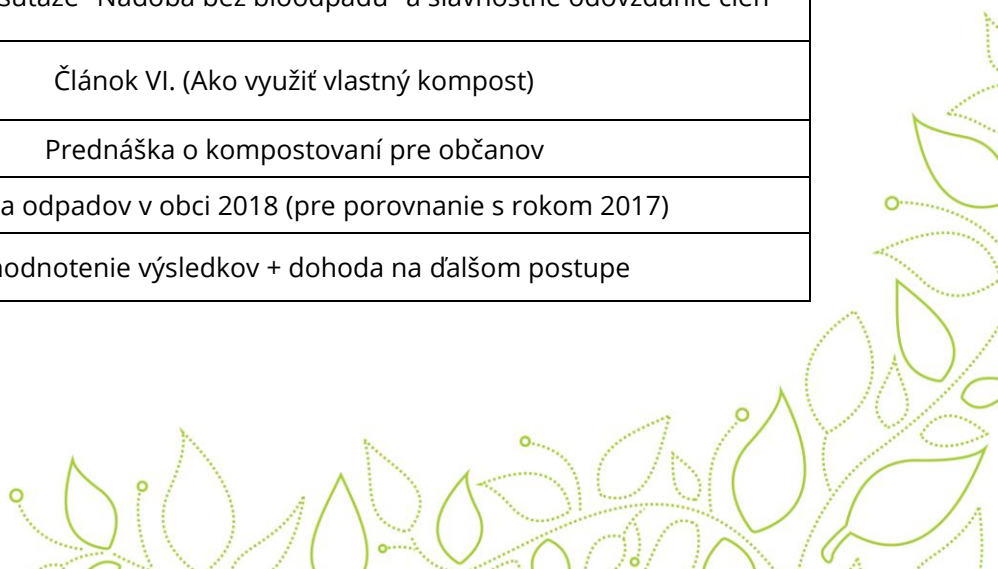 "Nádoba bez bioodpadu" a slávnostné odovzdanie cien
Článok VI. (Ako využiť vlastný kompost)
Prednáška o kompostovaní pre občanov
a odpadov v obci 2018 (pre porovnanie s rokom 2017)
hodnotenie výsledkov + dohoda na ďalšom postupe